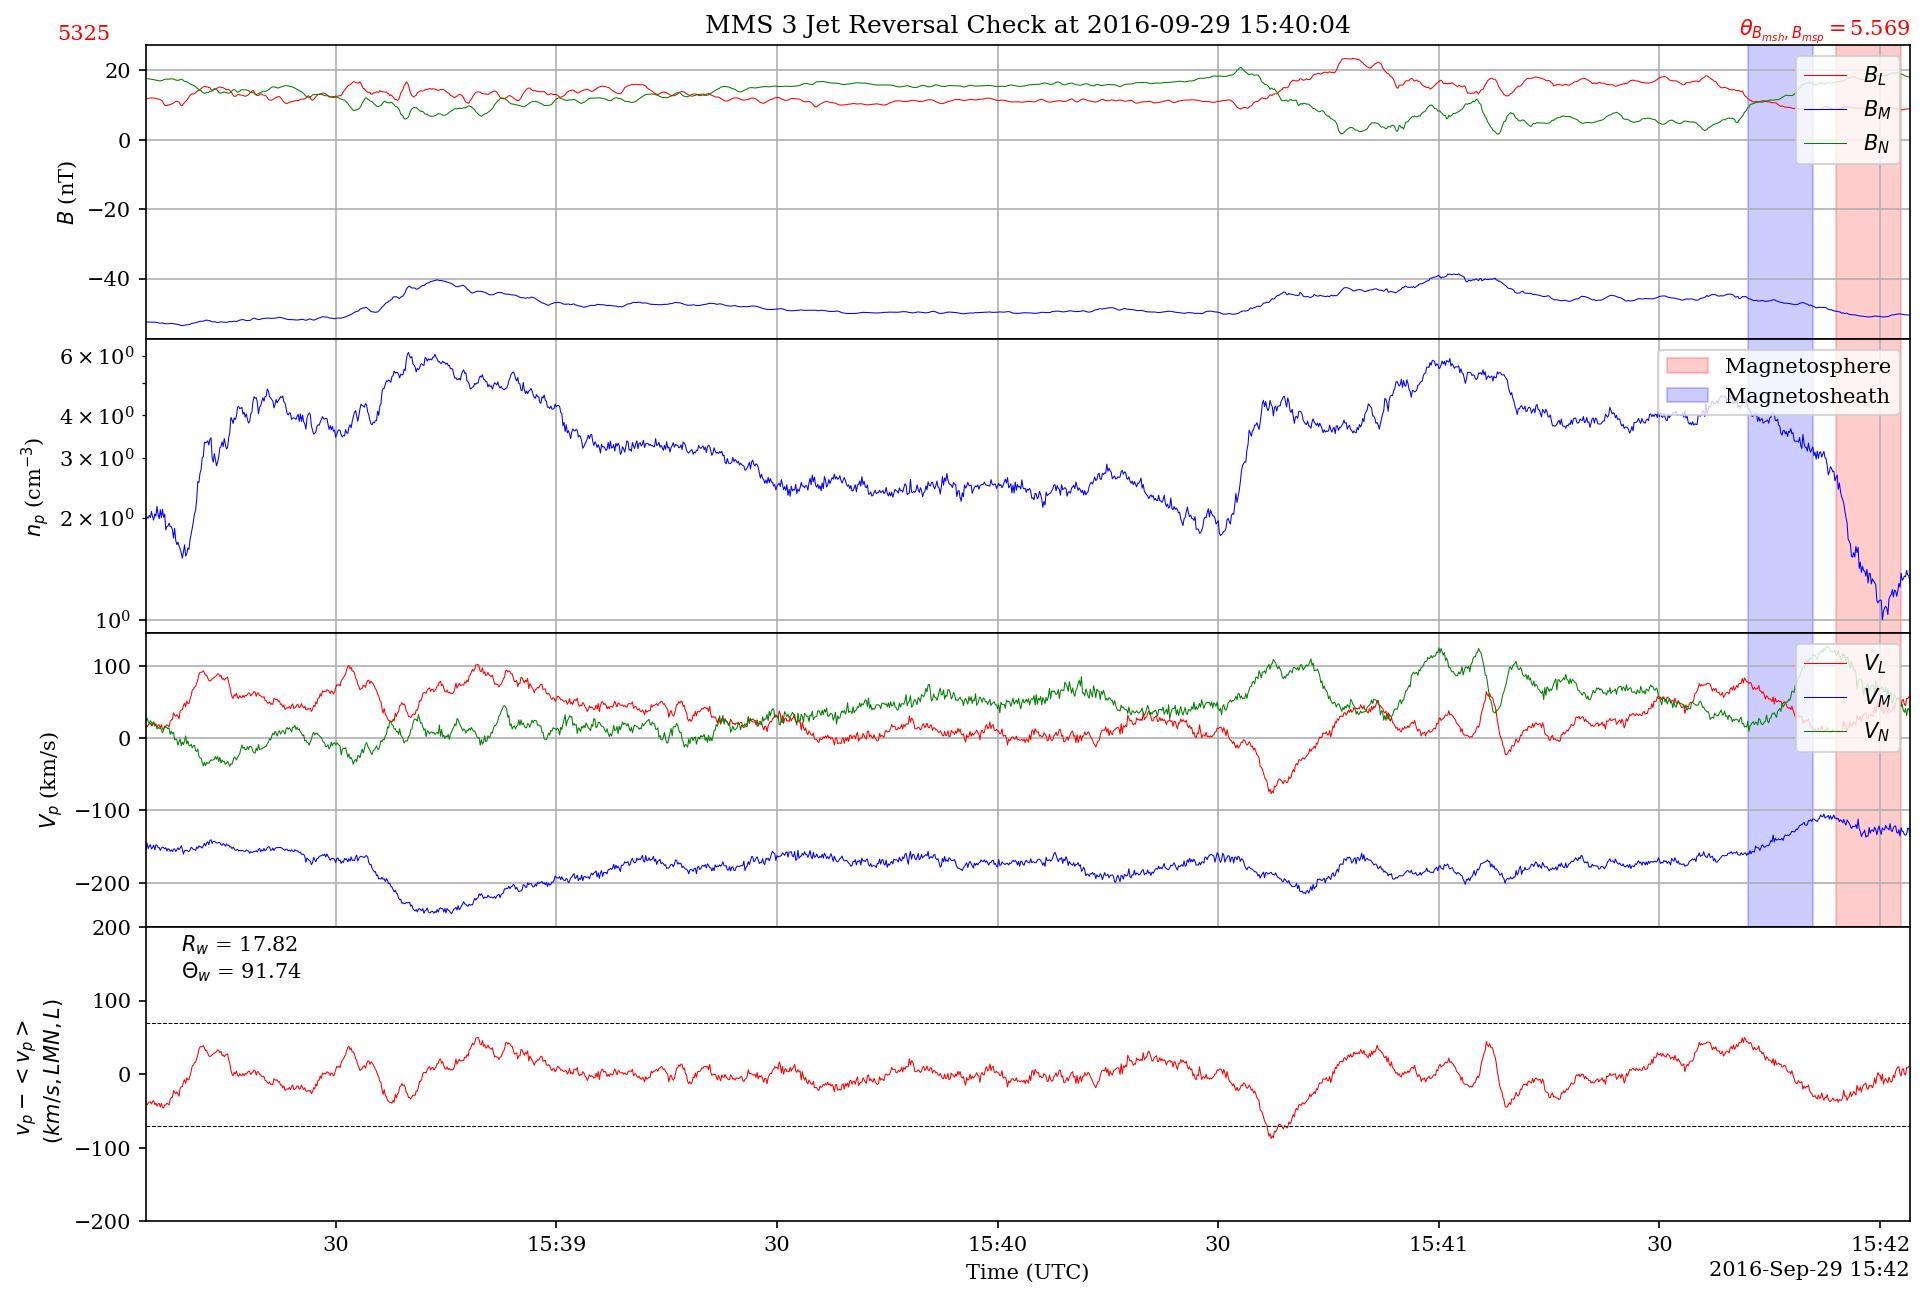 5325
MMS 3 Jet Reversal Check at 2016-09-29 15:40:04
θ_{B_{msh}, B_{msp}} = 5.569
B (nT)
20
0
−20
−40
B_L
B_M
B_N
n_p (cm^{−3})
6 × 10^0
4 × 10^0
3 × 10^0
2 × 10^0
10^0
Magnetosphere
Magnetosheath
V_p (km/s)
100
0
−100
−200
V_L
V_M
V_N
v_p − < v_p >
(km/s, LMN, L)
200
100
0
−100
−200
R_w = 17.82
Θ_w = 91.74
30
15:39
30
15:40
30
15:41
30
15:42
Time (UTC)
2016-Sep-29 15:42